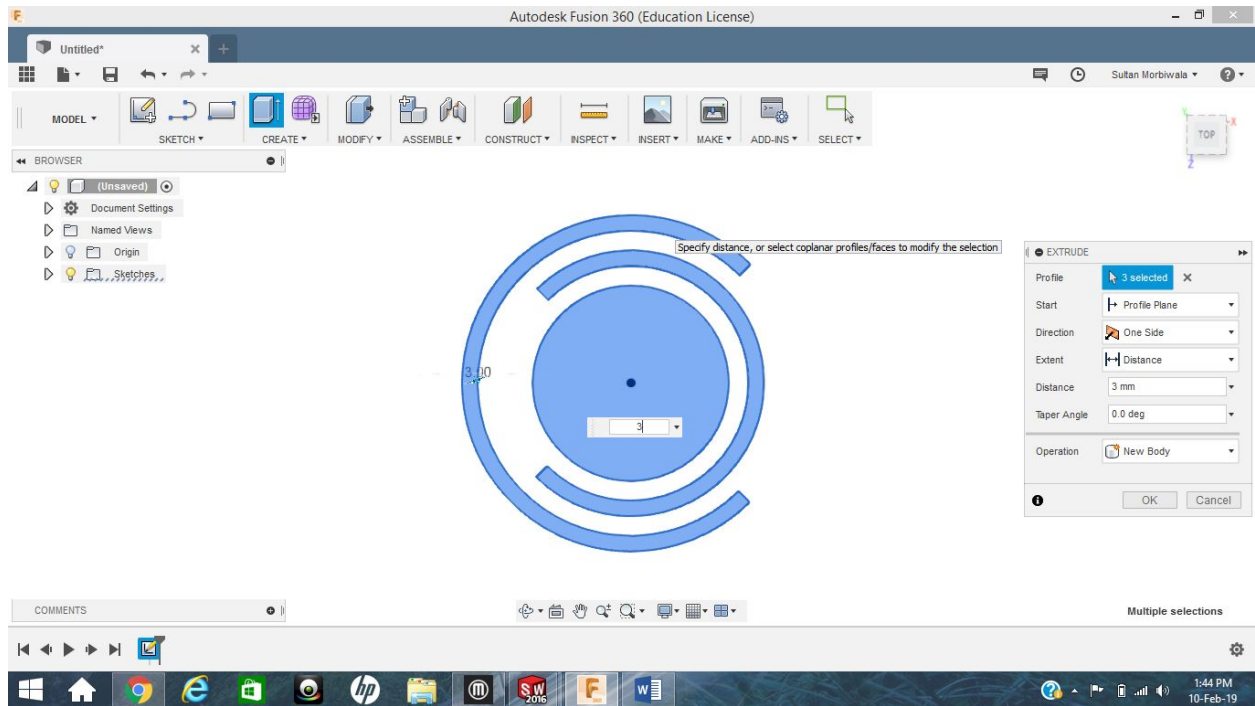 Autodesk Fusion 360 (Education License)
Untitled*
Sultan Morbiwala
MODEL
SKETCH
CREATE
MODIFY
ASSEMBLE
CONSTRUCT
INSPECT
INSERT
MAKE
ADD-INS
SELECT
Y
X
TOP
Z
BROWSER
(Unsaved)
Document Settings
Named Views
Origin
Sketches
Specify distance, or select coplanar profiles/faces to modify the selection
3.00
3
EXTRUDE
Profile 3 selected
Start Profile Plane
Direction One Side
Extent Distance
Distance 3 mm
Taper Angle 0.0 deg
Operation New Body
OK Cancel
COMMENTS
Multiple selections
hp
SW
2016
F
W
1:44 PM
10-Feb-19